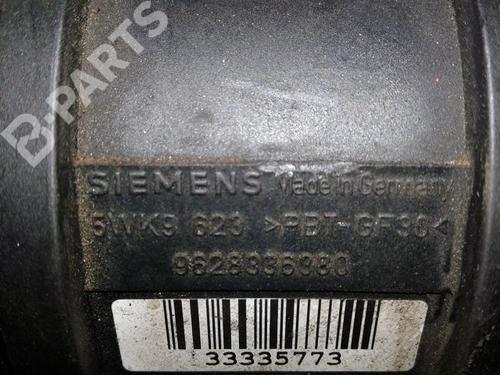 B-PARTS
SIEMENS Made in Germany
5WK9 623 >PBT-GF30<
9628336380
33335773